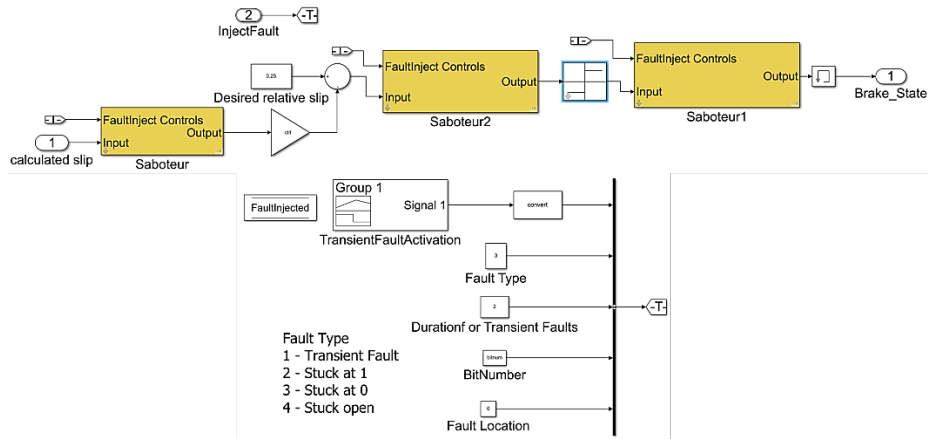 2
-T-
InjectFault
FaultInject Controls
Output
Input
Saboteur2
FaultInject Controls
Output
Input
Saboteur1
1
Brake_State
0.25
Desired relative slip
FaultInject Controls
Output
Input
Saboteur
1
calculated slip
Group 1
Signal 1
TransientFaultActivation
FaultInjected
convert
3
Fault Type
2
Durationf or Transient Faults
-T-
bitnum
BitNumber
Fault Location
Fault Type
1 - Transient Fault
2 - Stuck at 1
3 - Stuck at 0
4 - Stuck open